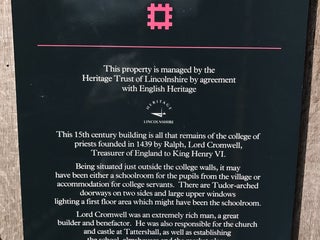 This property is managed by the
Heritage Trust of Lincolnshire by agreement
with English Heritage
HERITAGE
LINCOLNSHIRE
This 15th century building is all that remains of the college of
priests founded in 1439 by Ralph, Lord Cromwell,
Treasurer of England to King Henry VI.
Being situated just outside the college walls, it may
have been either a schoolroom for the pupils from the village or
accommodation for college servants. There are Tudor-arched
doorways on two sides and large upper windows
lighting a first floor area which might have been the schoolroom.
Lord Cromwell was an extremely rich man, a great
builder and benefactor. He was also responsible for the church
and castle at Tattershall, as well as establishing